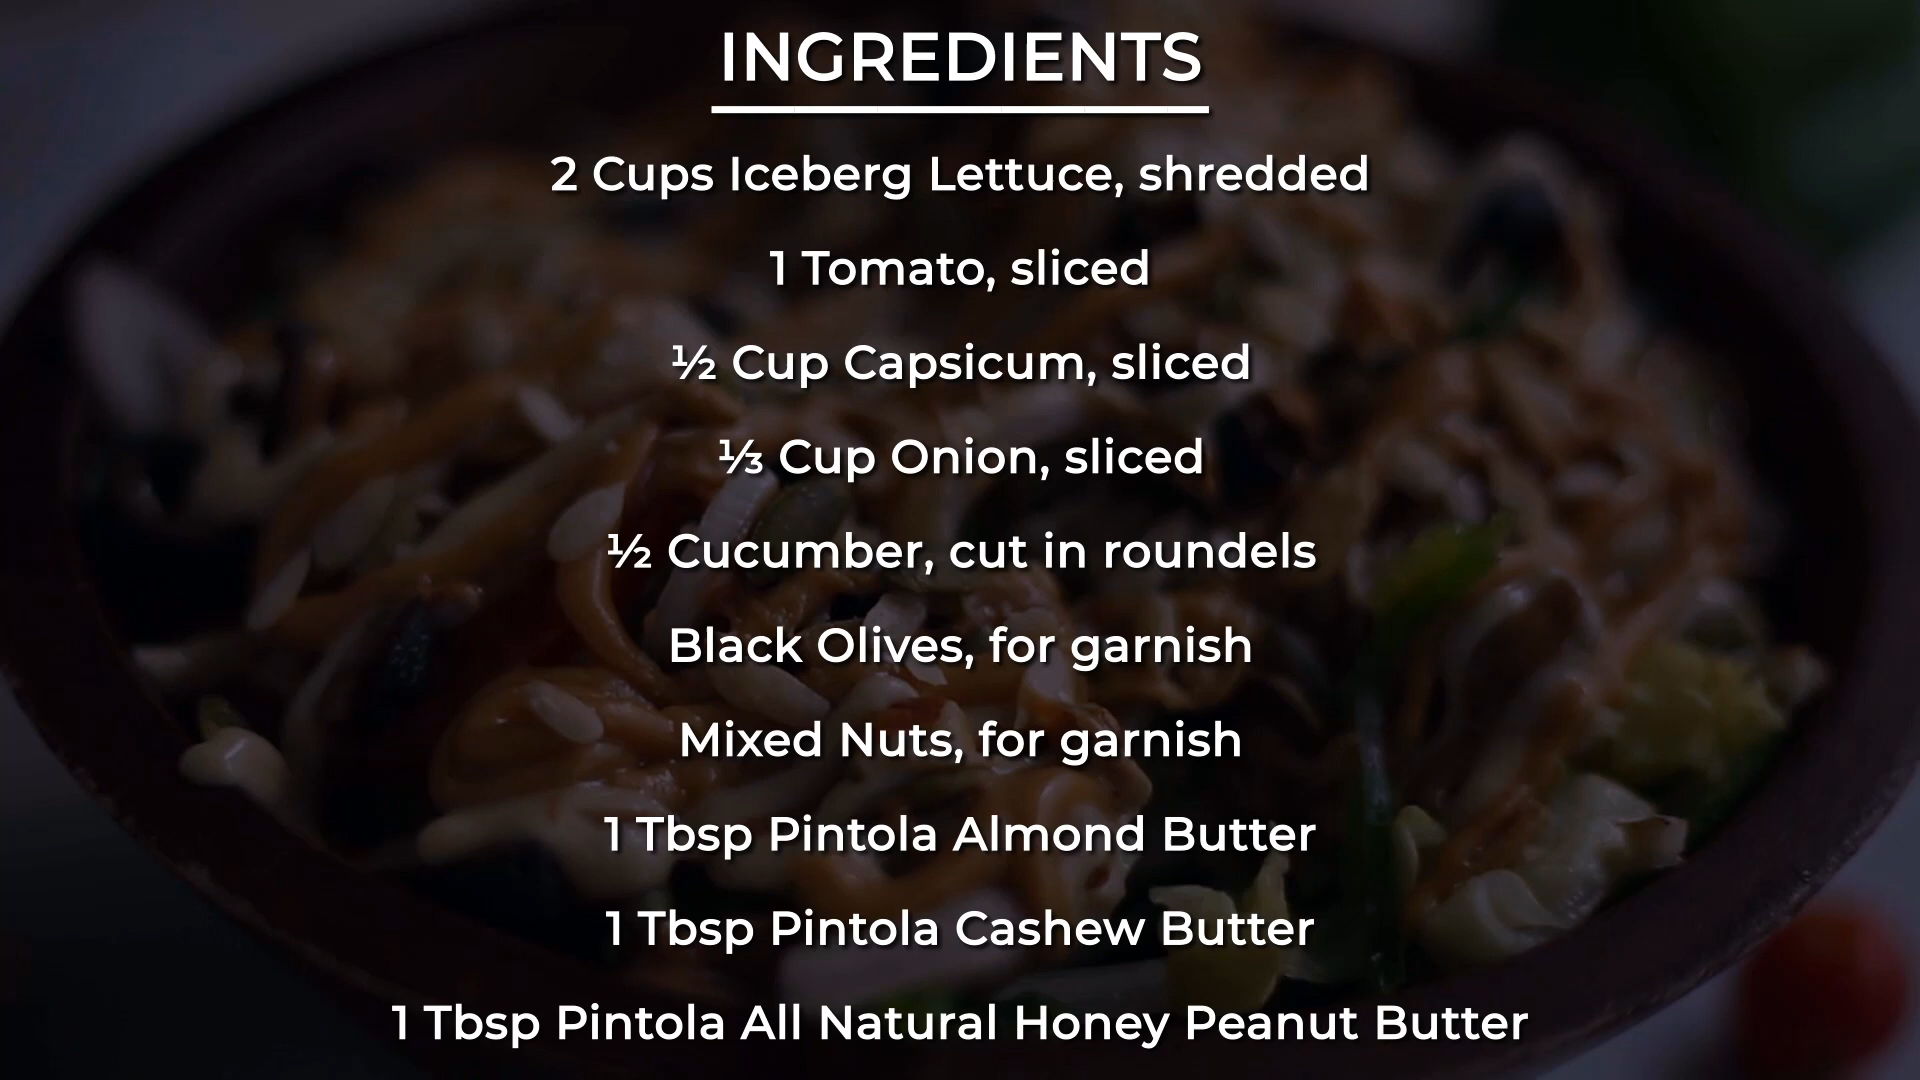 INGREDIENTS
2 Cups Iceberg Lettuce, shredded
1 Tomato, sliced
½ Cup Capsicum, sliced
⅓ Cup Onion, sliced
½ Cucumber, cut in roundels
Black Olives, for garnish
Mixed Nuts, for garnish
1 Tbsp Pintola Almond Butter
1 Tbsp Pintola Cashew Butter
1 Tbsp Pintola All Natural Honey Peanut Butter